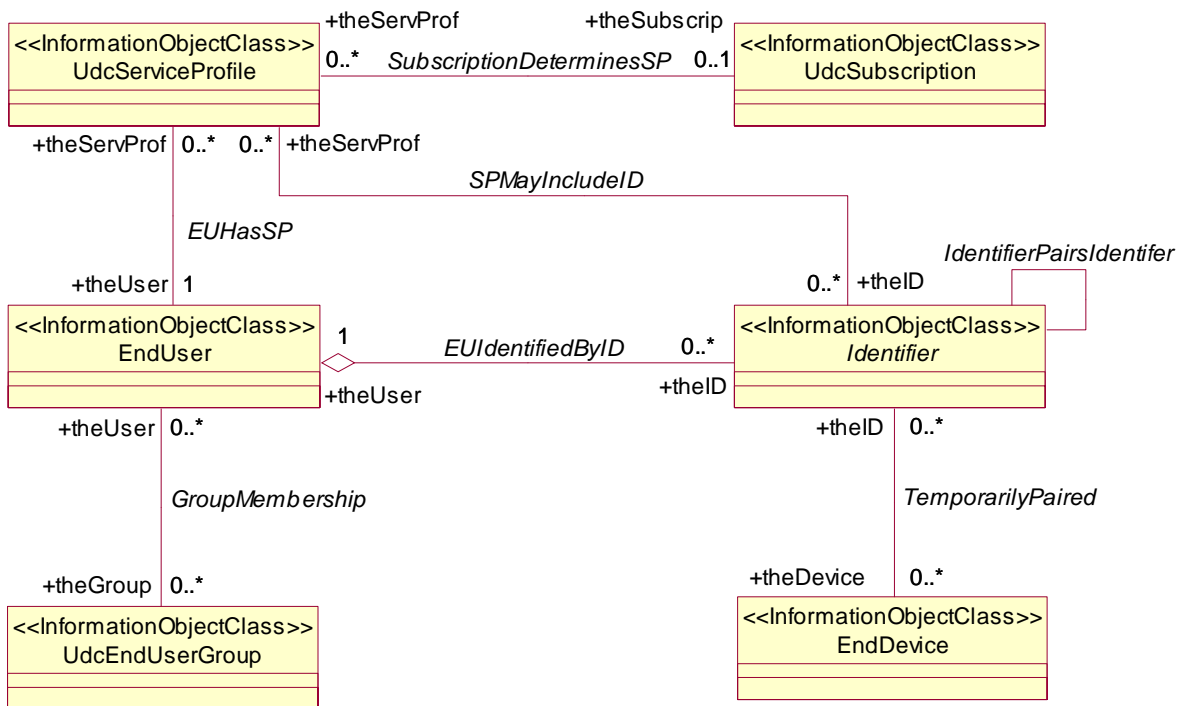 +theServProf
+theSubscrip
<<InformationObjectClass>>
UdcServiceProfile
0..*
SubscriptionDeterminesSP
0..1
<<InformationObjectClass>>
UdcSubscription
+theServProf
0..*
0..*
+theServProf
SPMayIncludeID
EUHasSP
IdentifierPairsIdentifer
+theUser
1
0..*
+theID
<<InformationObjectClass>>
EndUser
1
EUIdentifiedByID
0..*
<<InformationObjectClass>>
Identifier
+theUser
+theID
+theUser
0..*
+theID
0..*
GroupMembership
TemporarilyPaired
+theGroup
0..*
+theDevice
0..*
<<InformationObjectClass>>
UdcEndUserGroup
<<InformationObjectClass>>
EndDevice